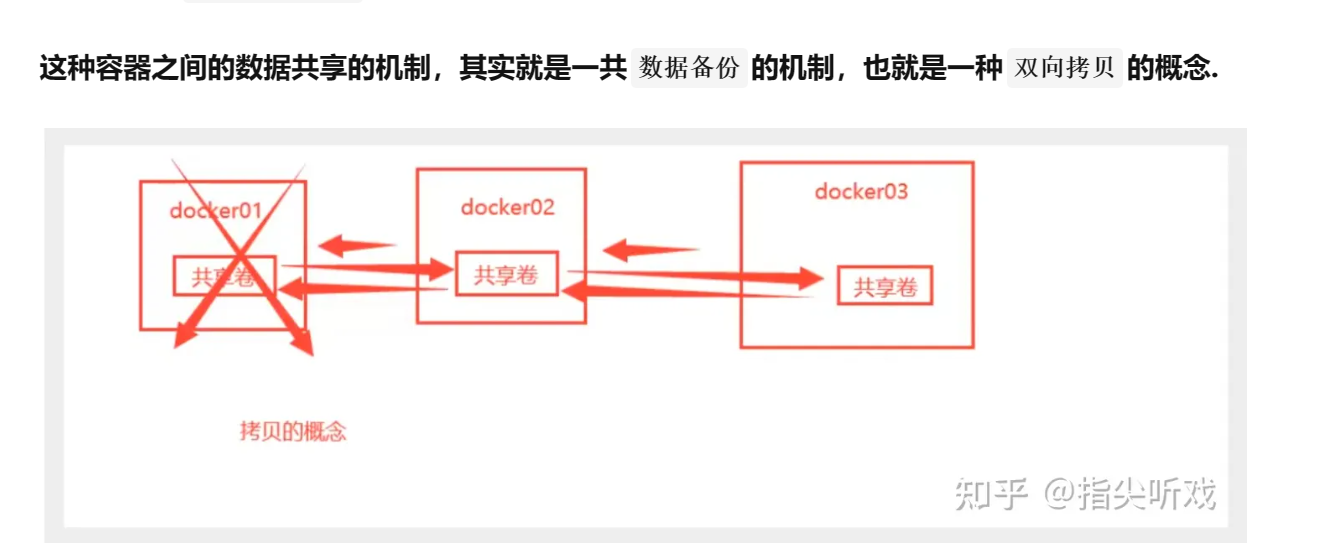 这种容器之间的数据共享的机制，其实就是一共 数据备份 的机制，也就是一种 双向拷贝 的概念.
docker01
docker02
docker03
共享卷
共享卷
共享卷
拷贝的概念
知乎 @指尖听戏